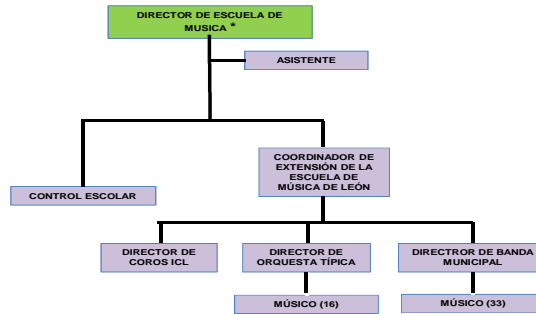 DIRECTOR DE ESCUELA DE
MUSICA *
ASISTENTE
COORDINADOR DE
EXTENSIÓN DE LA
ESCUELA DE
MÚSICA DE LEÓN
CONTROL ESCOLAR
DIRECTOR DE
COROS ICL
DIRECTOR DE
ORQUESTA TÍPICA
DIRECTROR DE BANDA
MUNICIPAL
MÚSICO (16)
MÚSICO (33)